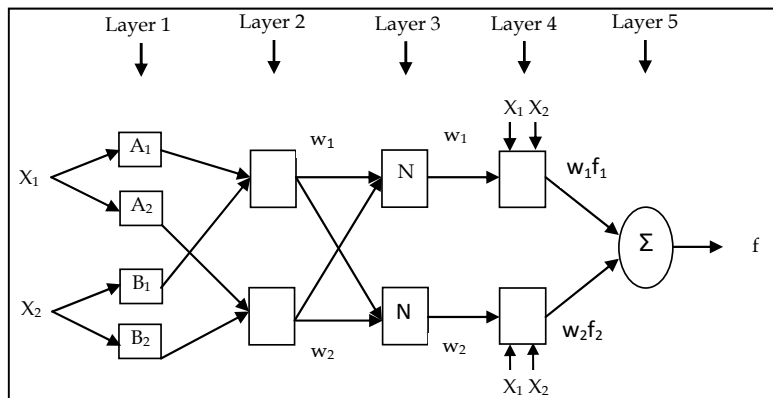 Layer 1 Layer 2 Layer 3 Layer 4 Layer 5
X₁ X₂
A₁ w₁ w₁
X₁ N w₁f₁
A₂
Σ f
B₁
X₂ N w₂f₂
B₂ w₂ w₂
X₁ X₂